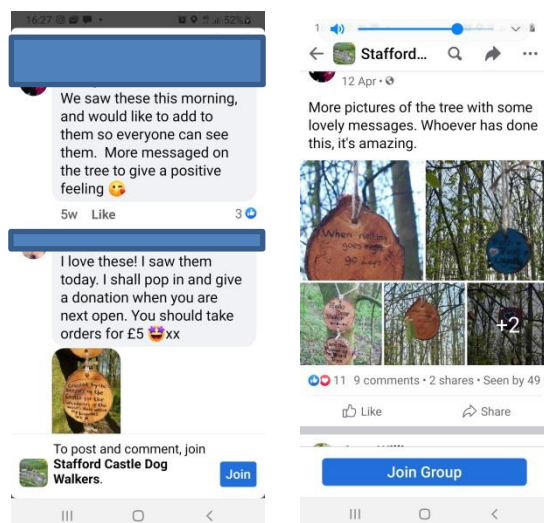 16:27
52%
We saw these this morning,
and would like to add to
them so everyone can see
them. More messaged on
the tree to give a positive
feeling 😘
5w Like 3
I love these! I saw them
today. I shall pop in and give
a donation when you are
next open. You should take
orders for £5 🤩xx
To post and comment, join
Stafford Castle Dog
Walkers.
Join
Stafford...
12 Apr •
More pictures of the tree with some
lovely messages. Whoever has done
this, it's amazing.
When nothing
goes right
go Left
+2
11 9 comments • 2 shares • Seen by 49
Like Share
Join Group